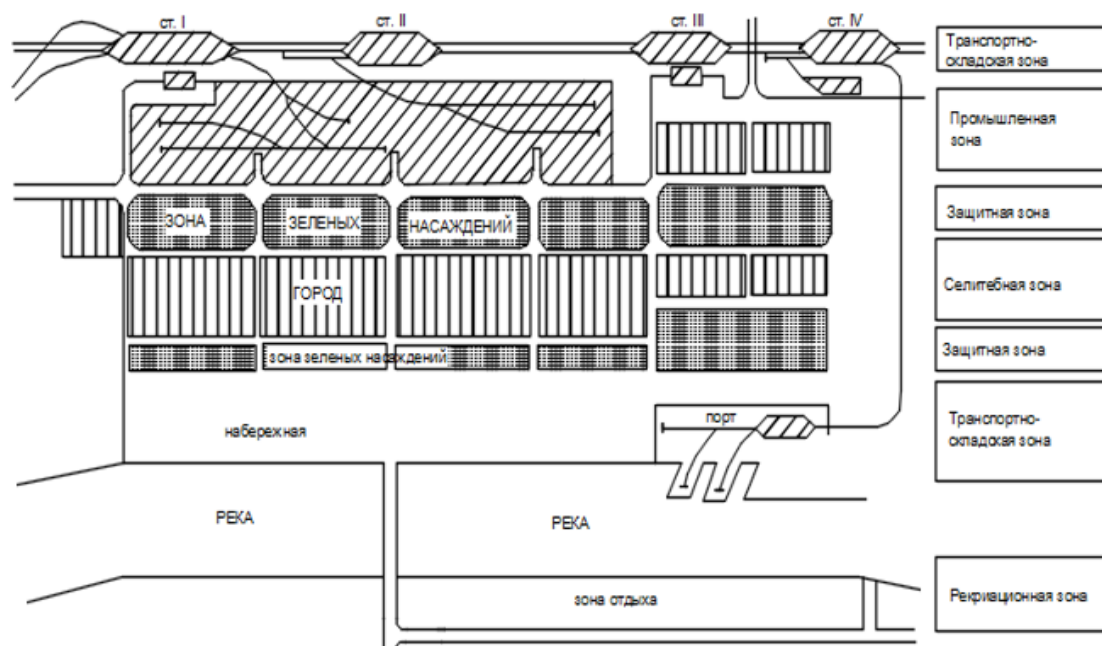 ст. I
ст. II
ст. III
ст. IV
Транспортно-
складская зона
Промышленная
зона
ЗОНА
ЗЕЛЕНЫХ
НАСАЖДЕНИЙ
Защитная зона
ГОРОД
Селитебная зона
зона зеленых насаждений
Защитная зона
порт
набережная
Транспортно-
складская зона
РЕКА
РЕКА
зона отдыха
Рекриационная зона